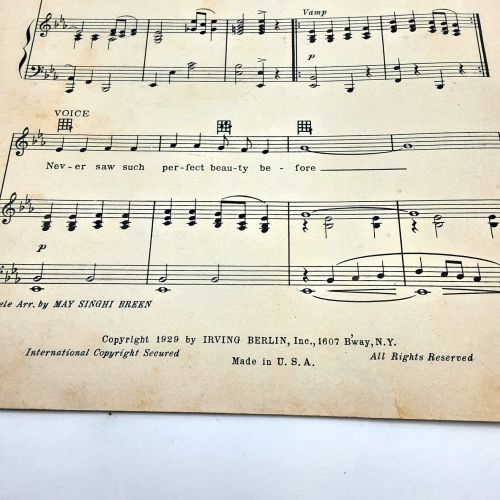 Vamp
p
VOICE
Nev-er saw such per-fect beau-ty be - fore
p
ele Arr. by MAY SINGHI BREEN
Copyright 1929 by IRVING BERLIN, Inc., 1607 B'way, N.Y.
International Copyright Secured
Made in U. S. A.
All Rights Reserved